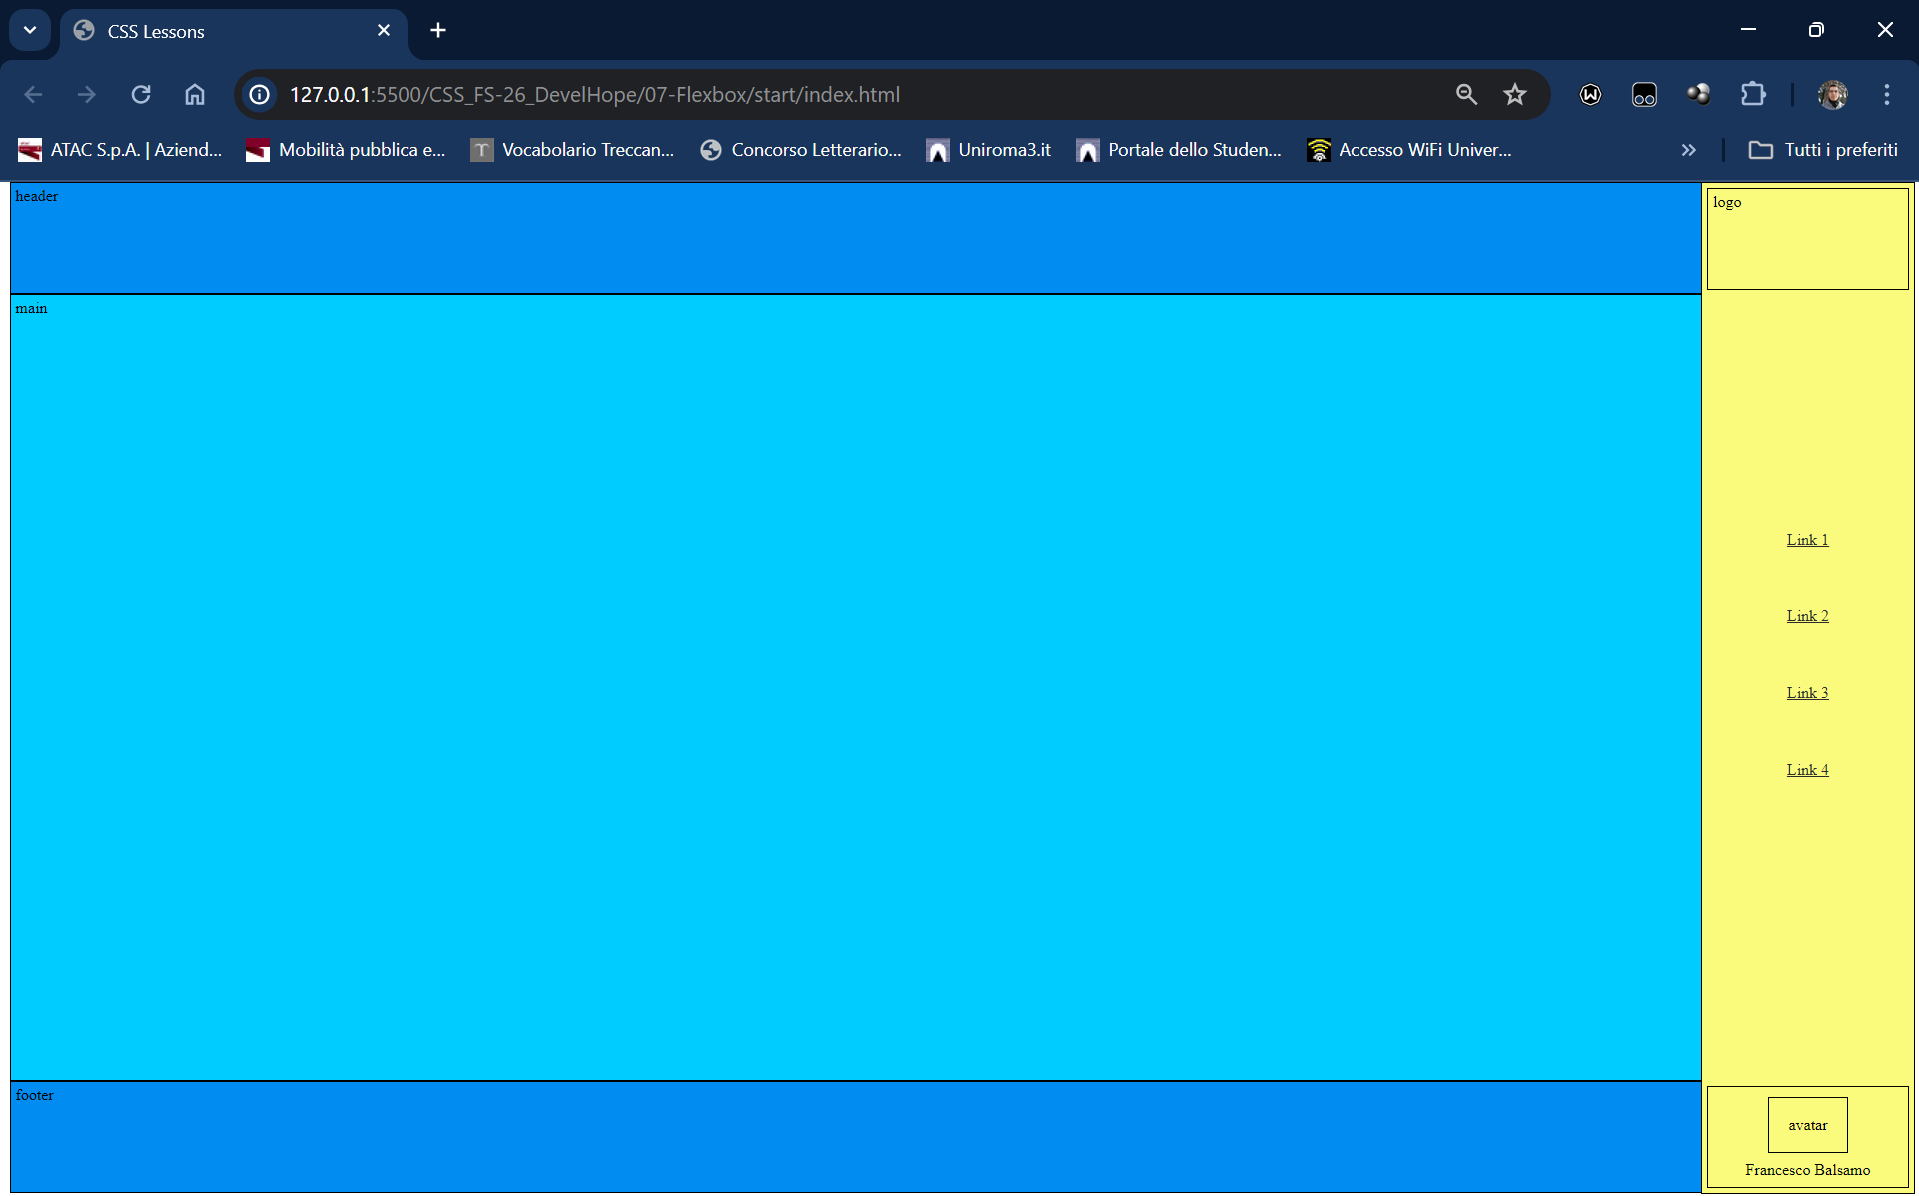 CSS Lessons
127.0.0.1:5500/CSS_FS-26_DevelHope/07-Flexbox/start/index.html
ATAC S.p.A. | Aziend... Mobilità pubblica e... T Vocabolario Treccan... Concorso Letterario... Uniroma3.it Portale dello Studen... Accesso WiFi Univer... » Tutti i preferiti
header
logo
main
Link 1
Link 2
Link 3
Link 4
footer
avatar
Francesco Balsamo